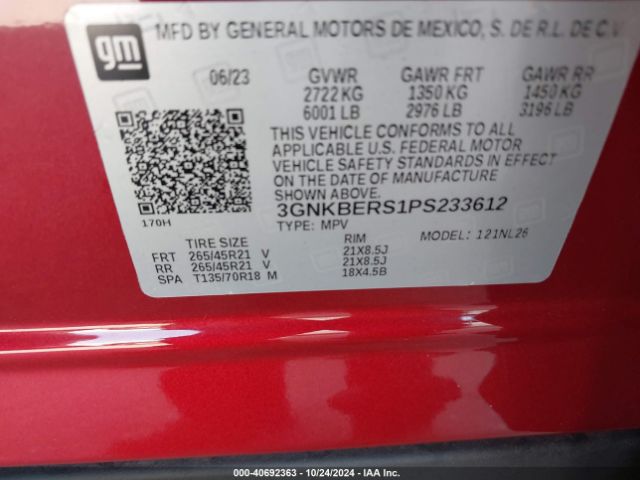 gm
MFD BY GENERAL MOTORS DE MEXICO, S. DE R.L. DE C.V.
06/23 GVWR GAWR FRT GAWR RR
2722 KG 1350 KG 1450 KG
6001 LB 2976 LB 3196 LB
THIS VEHICLE CONFORMS TO ALL
APPLICABLE U.S. FEDERAL MOTOR
VEHICLE SAFETY STANDARDS IN EFFECT
ON THE DATE OF MANUFACTURE
SHOWN ABOVE.
3GNKBERS1PS233612
170H
TYPE: MPV MODEL: 121NL26
TIRE SIZE RIM
FRT 265/45R21 V 21X8.5J
RR 265/45R21 V 21X8.5J
SPA T135/70R18 M 18X4.5B
000-40692363 | 10/24/2024 | IAA Inc.